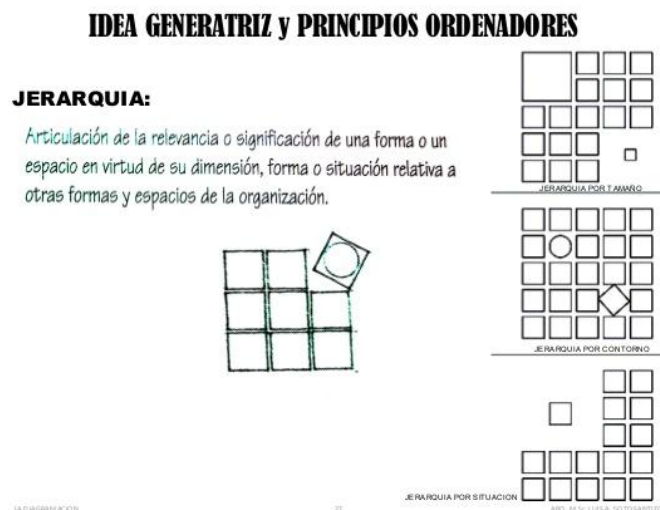 IDEA GENERATRIZ y PRINCIPIOS ORDENADORES
JERARQUIA:
Articulación de la relevancia o significación de una forma o un
espacio en virtud de su dimensión, forma o situación relativa a
otras formas y espacios de la organización.
JERARQUIA POR TAMAÑO
JERARQUIA POR CONTORNO
JERARQUIA POR SITUACION